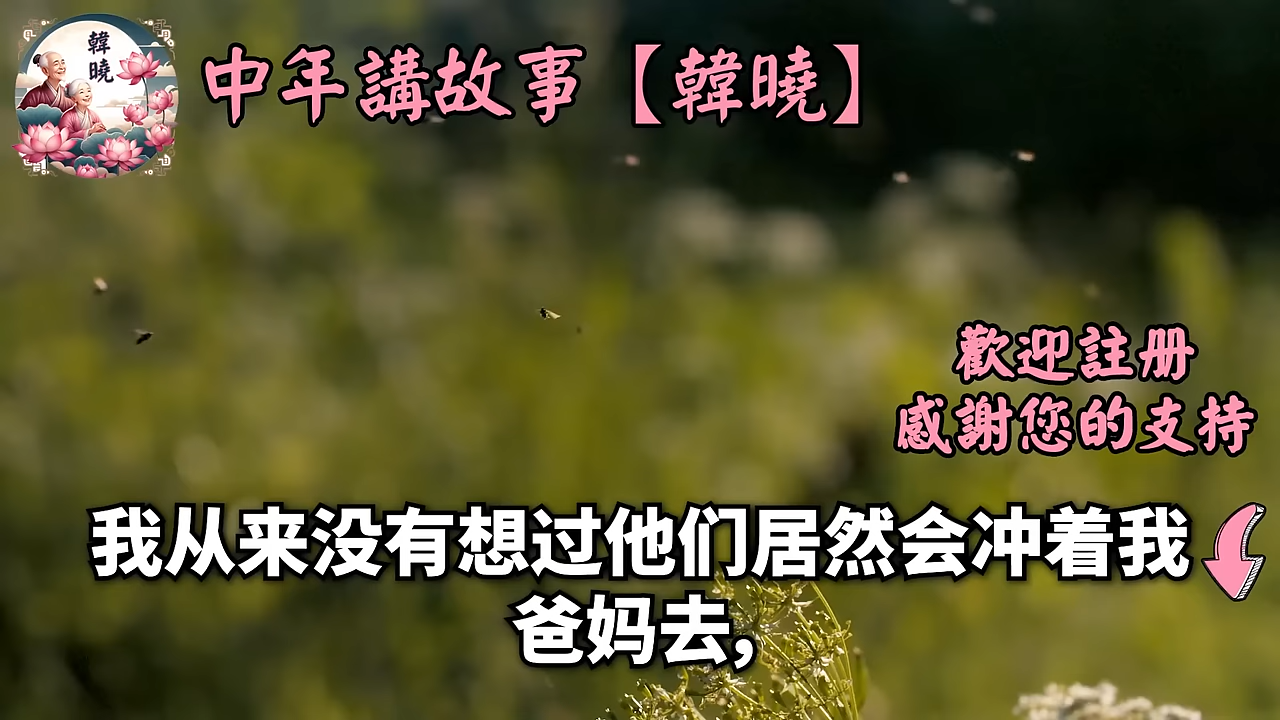 韓曉
中年講故事【韓曉】
歡迎註册
感謝您的支持
我从来没有想过他们居然会冲着我
爸妈去,